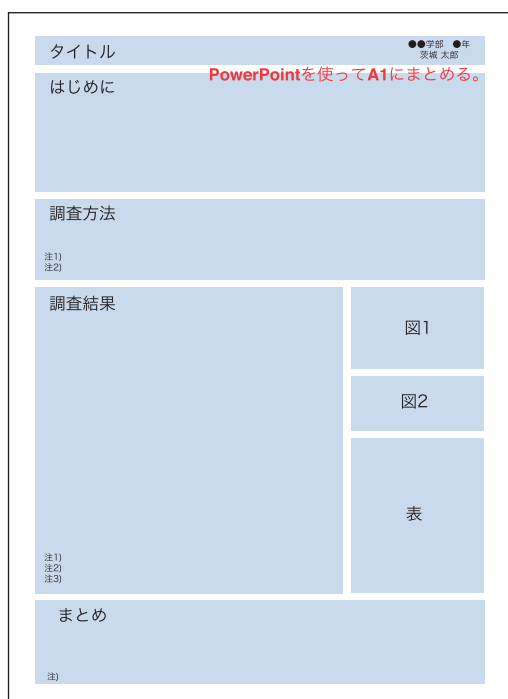 タイトル
●●学部　●年
茨城 太郎
PowerPointを使ってA1にまとめる。
はじめに
調査方法
注1)
注2)
調査結果
図1
図2
表
注1)
注2)
注3)
まとめ
注)